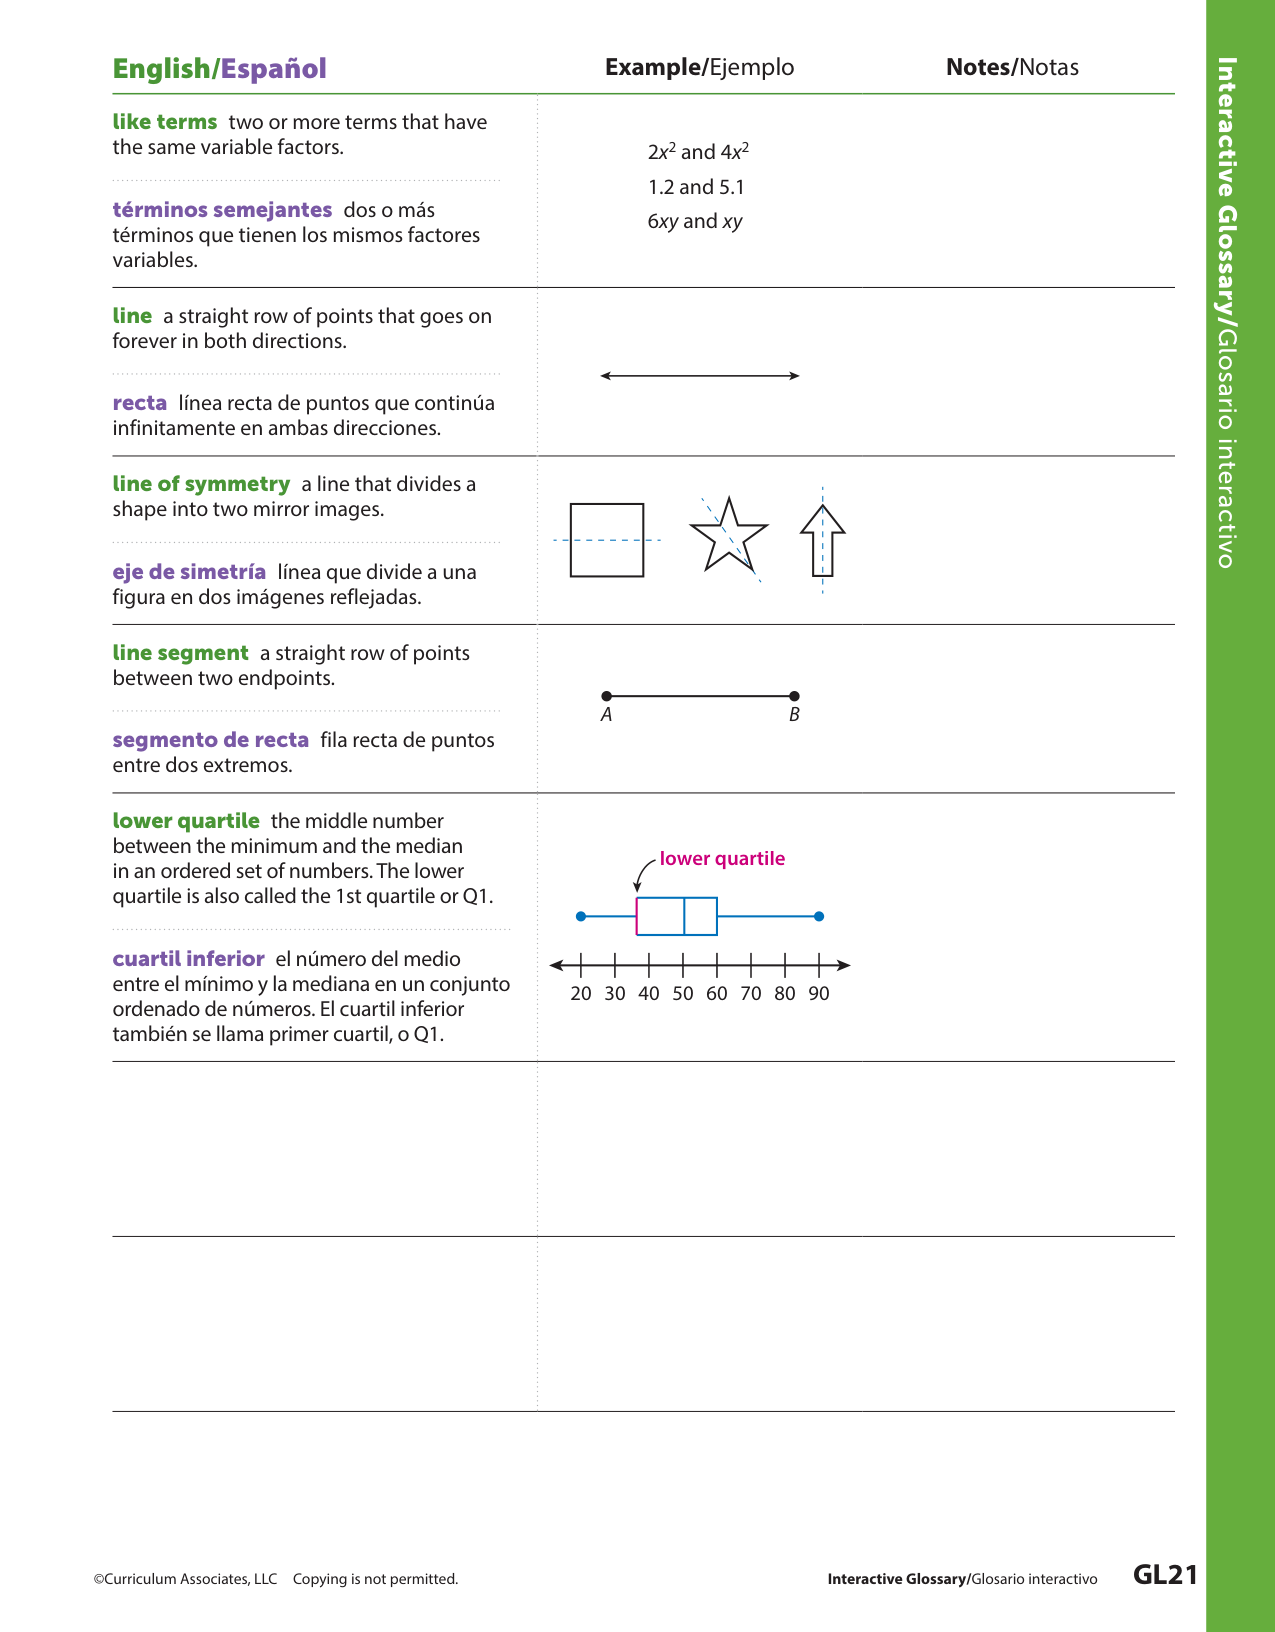 English/Español
Example/Ejemplo
Notes/Notas
like terms two or more terms that have
the same variable factors.
términos semejantes dos o más
términos que tienen los mismos factores
variables.
2x² and 4x²
1.2 and 5.1
6xy and xy
line a straight row of points that goes on
forever in both directions.
recta línea recta de puntos que continúa
infinitamente en ambas direcciones.
line of symmetry a line that divides a
shape into two mirror images.
eje de simetría línea que divide a una
figura en dos imágenes reflejadas.
line segment a straight row of points
between two endpoints.
segmento de recta fila recta de puntos
entre dos extremos.
A B
lower quartile the middle number
between the minimum and the median
in an ordered set of numbers. The lower
quartile is also called the 1st quartile or Q1.
cuartil inferior el número del medio
entre el mínimo y la mediana en un conjunto
ordenado de números. El cuartil inferior
también se llama primer cuartil, o Q1.
lower quartile
20 30 40 50 60 70 80 90
Interactive Glossary/Glosario interactivo
©Curriculum Associates, LLC Copying is not permitted.
Interactive Glossary/Glosario interactivo
GL21